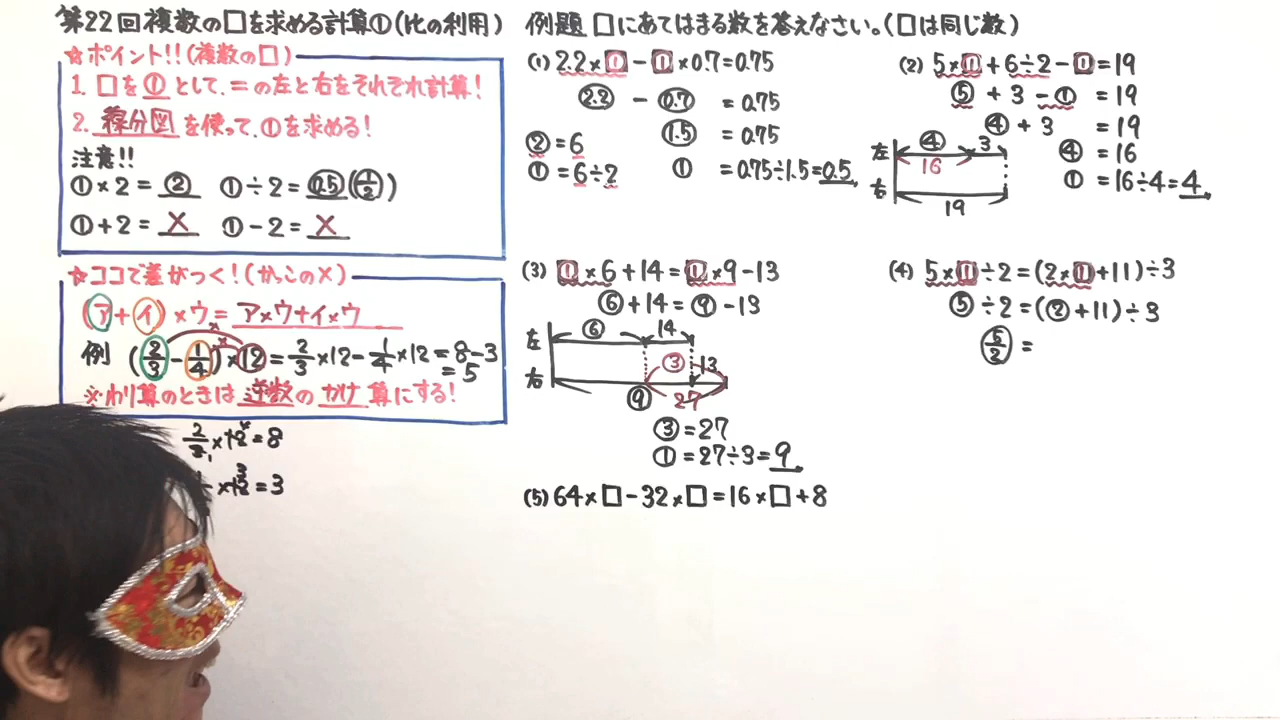 第22回 複数の□を求める計算①(比の利用)
☆ポイント!!(複数の□)
1. □を①として、=の左と右をそれぞれ計算!
2. 線分図を使って、①を求める!
注意!!
①×2=② ①÷2=0.5(1/2)
①+2=× ①-2=×
☆ココで差がつく!(かっこの×)
(ア+イ)×ウ=ア×ウ+イ×ウ
例 (2/3-1/4)×12=2/3×12-1/4×12=8-3
=5
※わり算のときは逆数のかけ算にする!
2/3×12=8
×12=3
例題 □にあてはまる数を答えなさい。(□は同じ数)
(1) 2.2×①-①×0.7=0.75
2.2 - 0.7 =0.75
1.5 =0.75
②=6
①=6÷2
① =0.75÷1.5=0.5
(2) 5×①+6÷2-①=19
⑤+3-① =19
④+3 =19
④ =16
① =16÷4=4
左 ④ 3
16
右
19
(3) ①×6+14=①×9-13
⑥+14=⑨-13
左 ⑥ 14
右 ③ 13
⑨ 27
③=27
①=27÷3=9
(4) 5×①÷2=(2×①+11)÷3
⑤÷2=(②+11)÷3
5/2 =
(5) 64×□-32×□=16×□+8